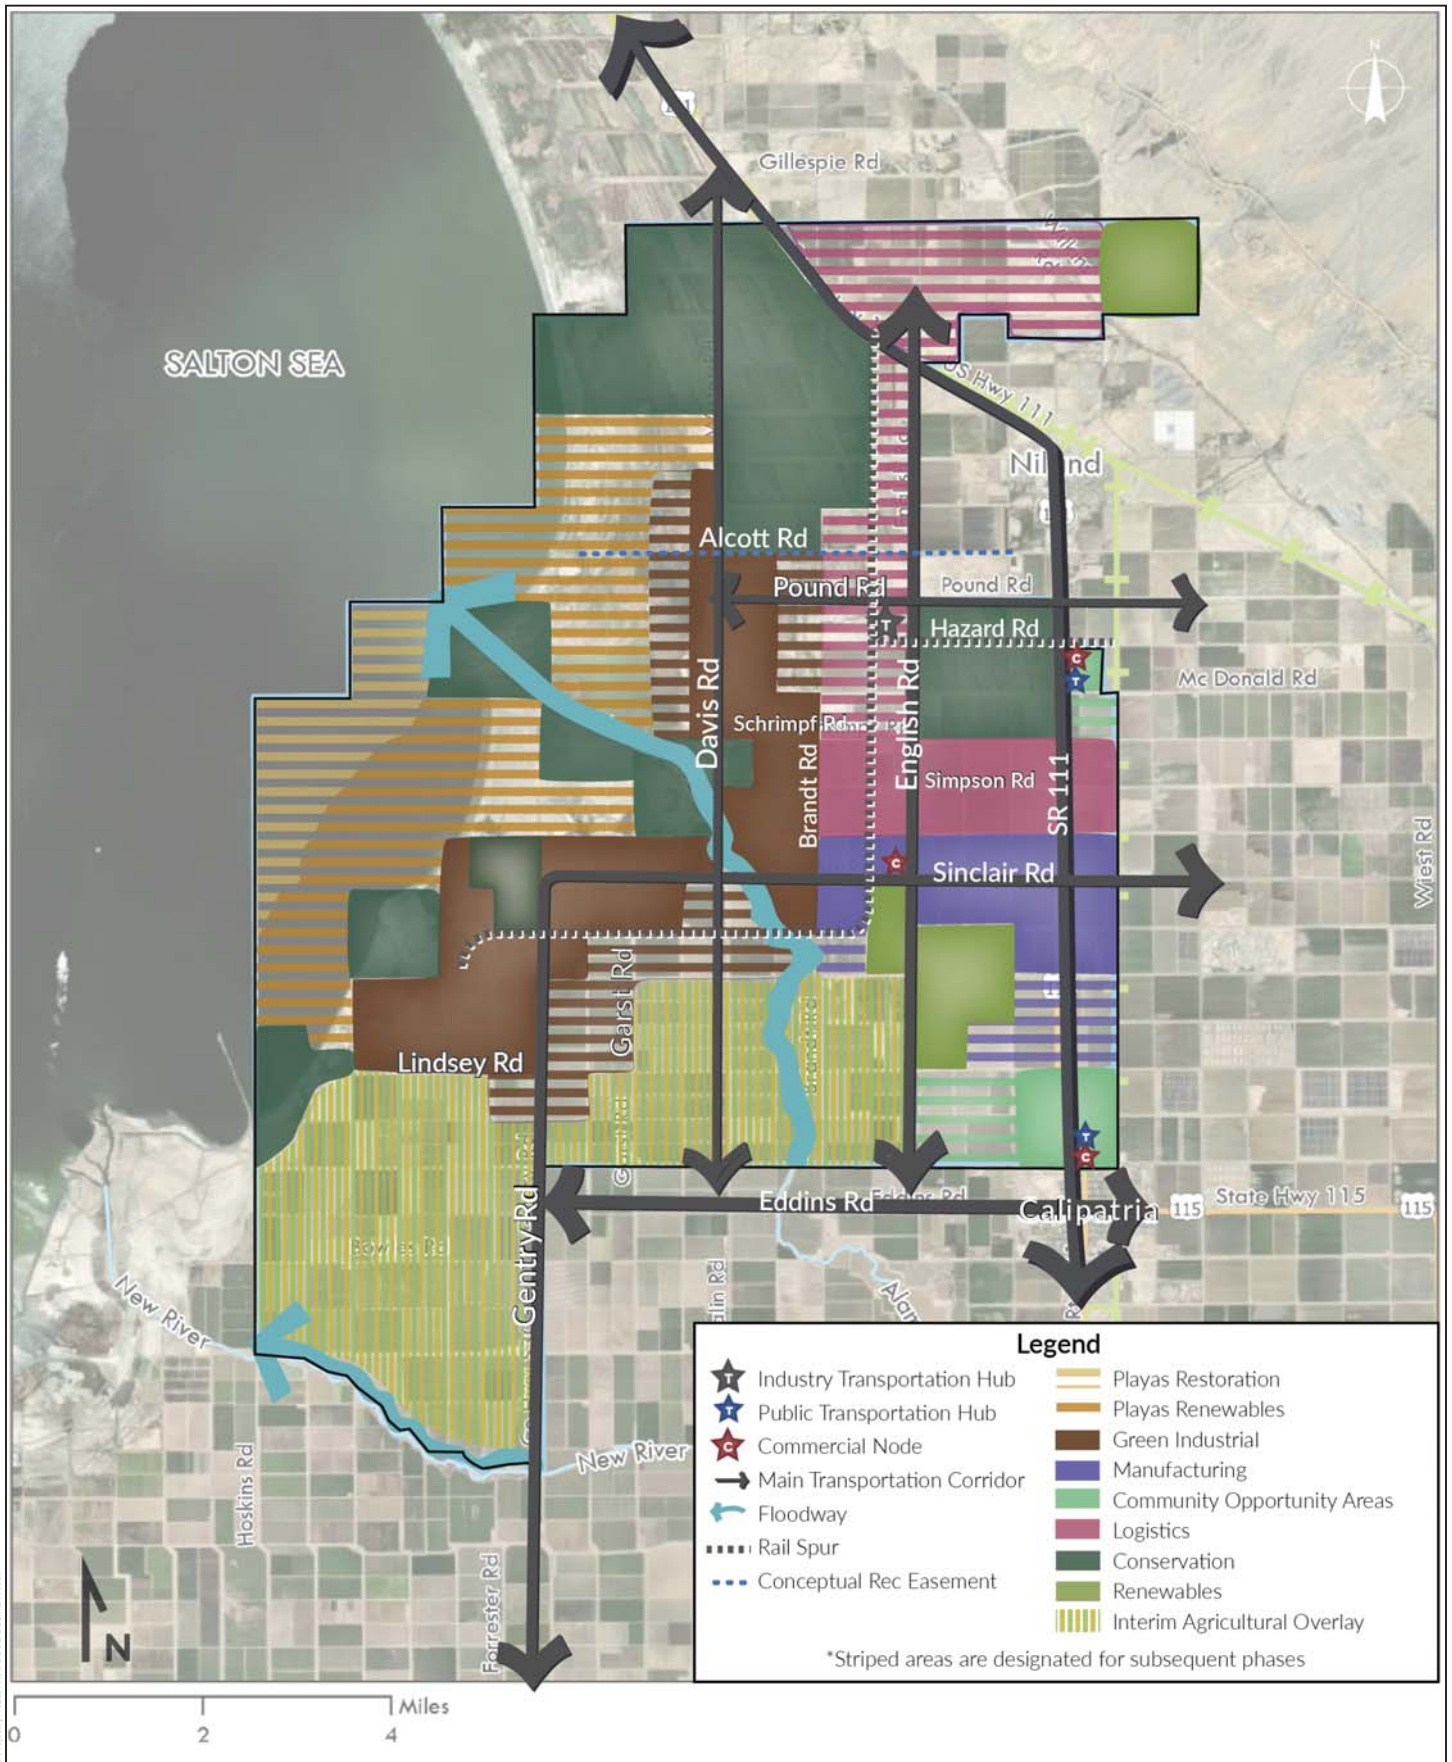 N
Gillespie Rd
SALTON SEA
US Hwy 111
Niland
Alcott Rd
Pound Rd
Pound Rd
T
Hazard Rd
C
T
Mc Donald Rd
Davis Rd
Schrimpf Rd
English Rd
Brandt Rd
Simpson Rd
SR 111
Wiest Rd
C
Sinclair Rd
Garst Rd
Lindsey Rd
T
C
Eddins Rd
Eddins Rd
Calipatria
115
State Hwy 115
115
Gentry Rd
Bowles Rd
New River
New River
Hoskins Rd
Forrester Rd
N
Legend
T Industry Transportation Hub
T Public Transportation Hub
C Commercial Node
Main Transportation Corridor
Floodway
Rail Spur
Conceptual Rec Easement
Playas Restoration
Playas Renewables
Green Industrial
Manufacturing
Community Opportunity Areas
Logistics
Conservation
Renewables
Interim Agricultural Overlay
*Striped areas are designated for subsequent phases
Miles
0 2 4